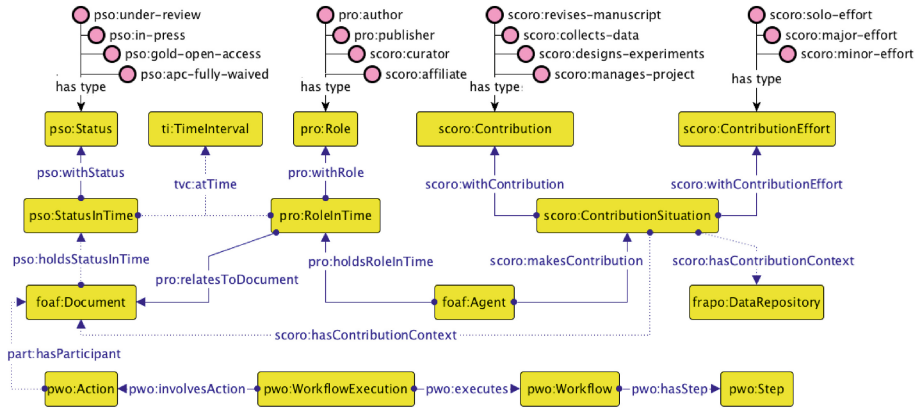 pso:under-review
pso:in-press
pso:gold-open-access
pso:apc-fully-waived
has type
pro:author
pro:publisher
scoro:curator
scoro:affiliate
has type
scoro:revises-manuscript
scoro:collects-data
scoro:designs-experiments
scoro:manages-project
has type
scoro:solo-effort
scoro:major-effort
scoro:minor-effort
has type
pso:Status
ti:TimeInterval
pro:Role
scoro:Contribution
scoro:ContributionEffort
pso:withStatus
tvc:atTime
pro:withRole
scoro:withContribution
scoro:withContributionEffort
pso:StatusInTime
pro:RoleInTime
scoro:ContributionSituation
pso:holdsStatusInTime
pro:relatesToDocument
pro:holdsRoleInTime
scoro:makesContribution
scoro:hasContributionContext
foaf:Document
foaf:Agent
frapo:DataRepository
scoro:hasContributionContext
part:hasParticipant
pwo:Action
pwo:involvesAction
pwo:WorkflowExecution
pwo:executes
pwo:Workflow
pwo:hasStep
pwo:Step